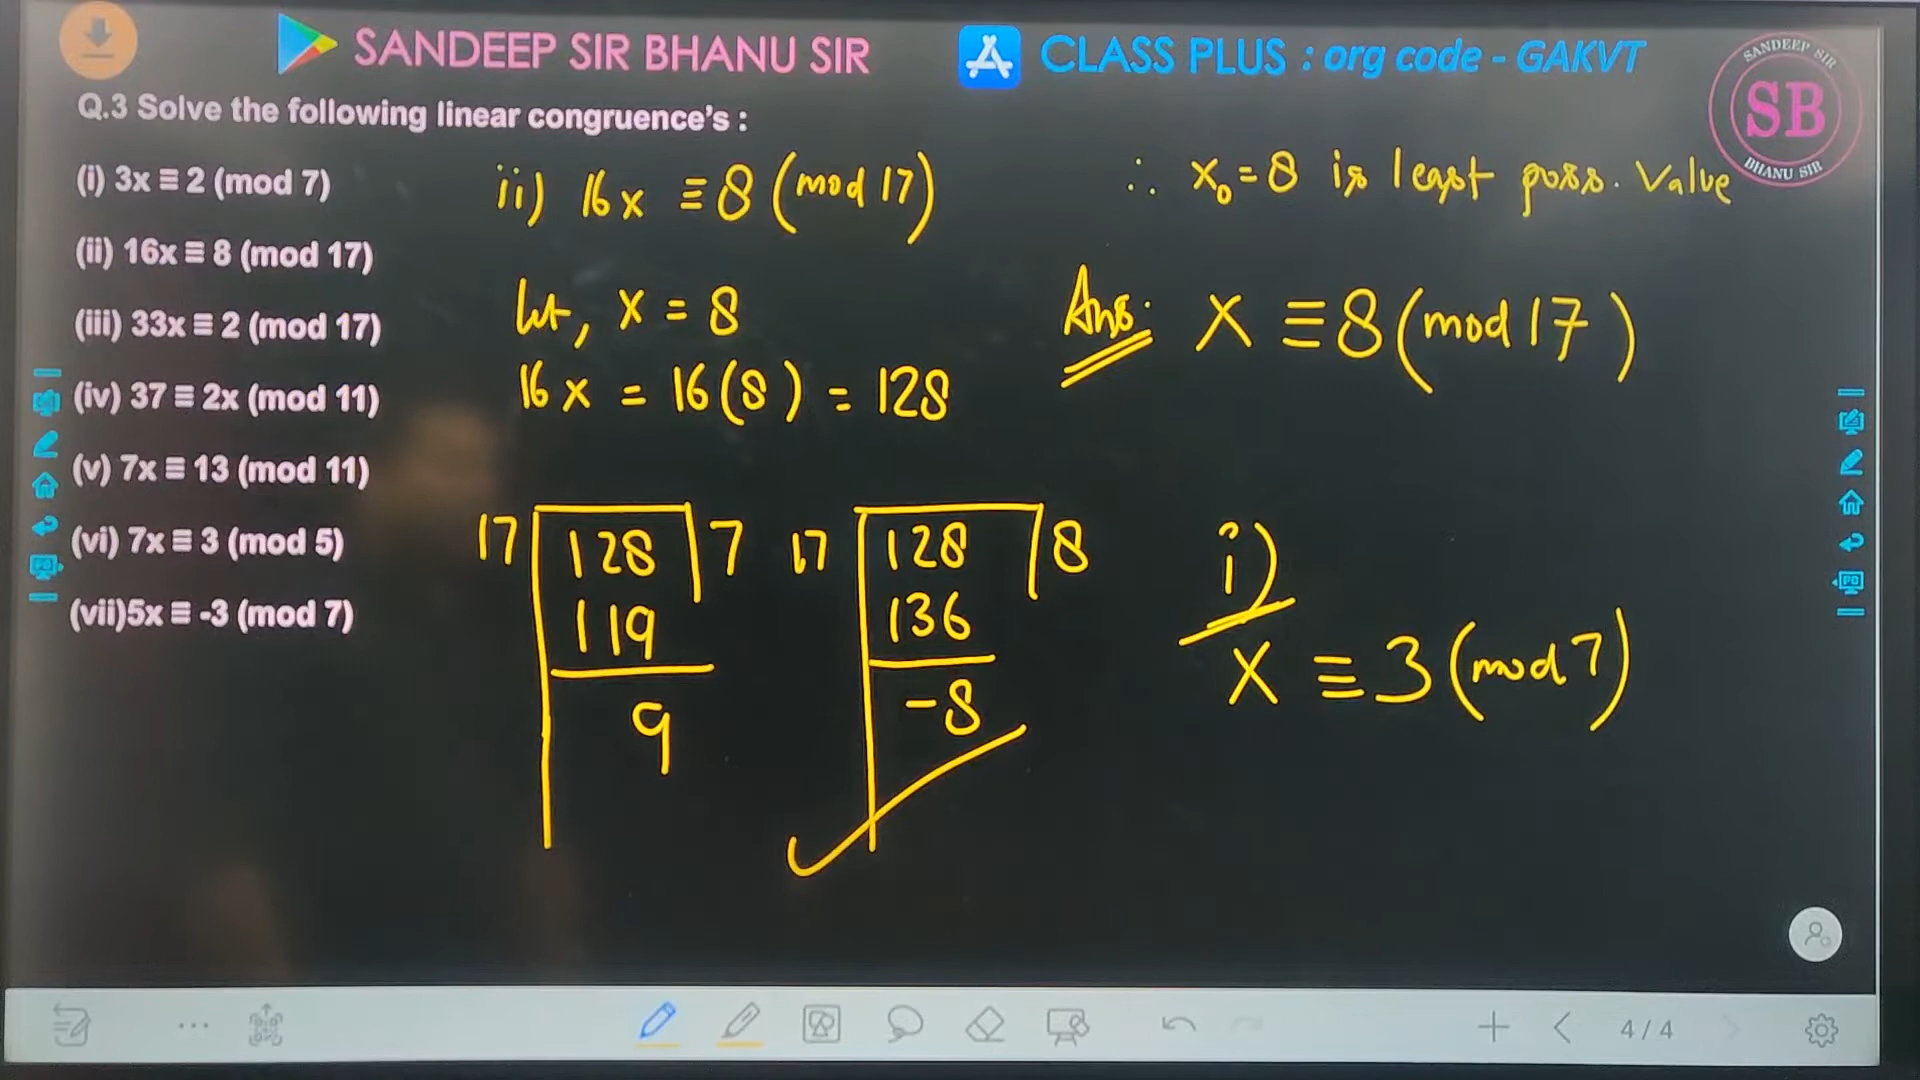 SANDEEP SIR BHANU SIR
CLASS PLUS : org code - GAKVT
SANDEEP SIR
SB
BHANU SIR
Q.3 Solve the following linear congruence's :
(i) 3x ≡ 2 (mod 7)
(ii) 16x ≡ 8 (mod 17)
(iii) 33x ≡ 2 (mod 17)
(iv) 37 ≡ 2x (mod 11)
(v) 7x ≡ 13 (mod 11)
(vi) 7x ≡ 3 (mod 5)
(vii)5x ≡ -3 (mod 7)
ii) 16x ≡ 8 (mod 17)
let, x = 8
16x = 16(8) = 128
17 128 7
119
9
17 128 8
136
-8
∴ x₀ = 8 is least poss. value
Ans. x ≡ 8 (mod 17)
i)
x ≡ 3 (mod 7)
4 / 4